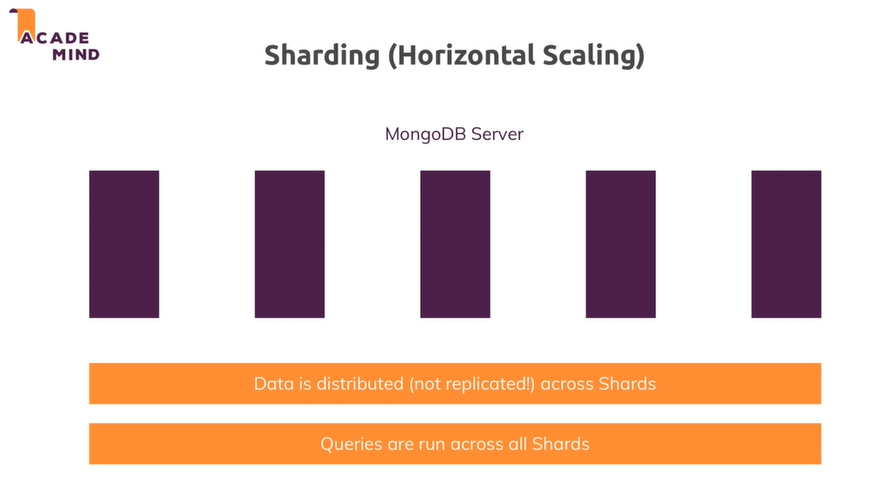 ACADE
MIND
Sharding (Horizontal Scaling)
MongoDB Server
Data is distributed (not replicated!) across Shards
Queries are run across all Shards